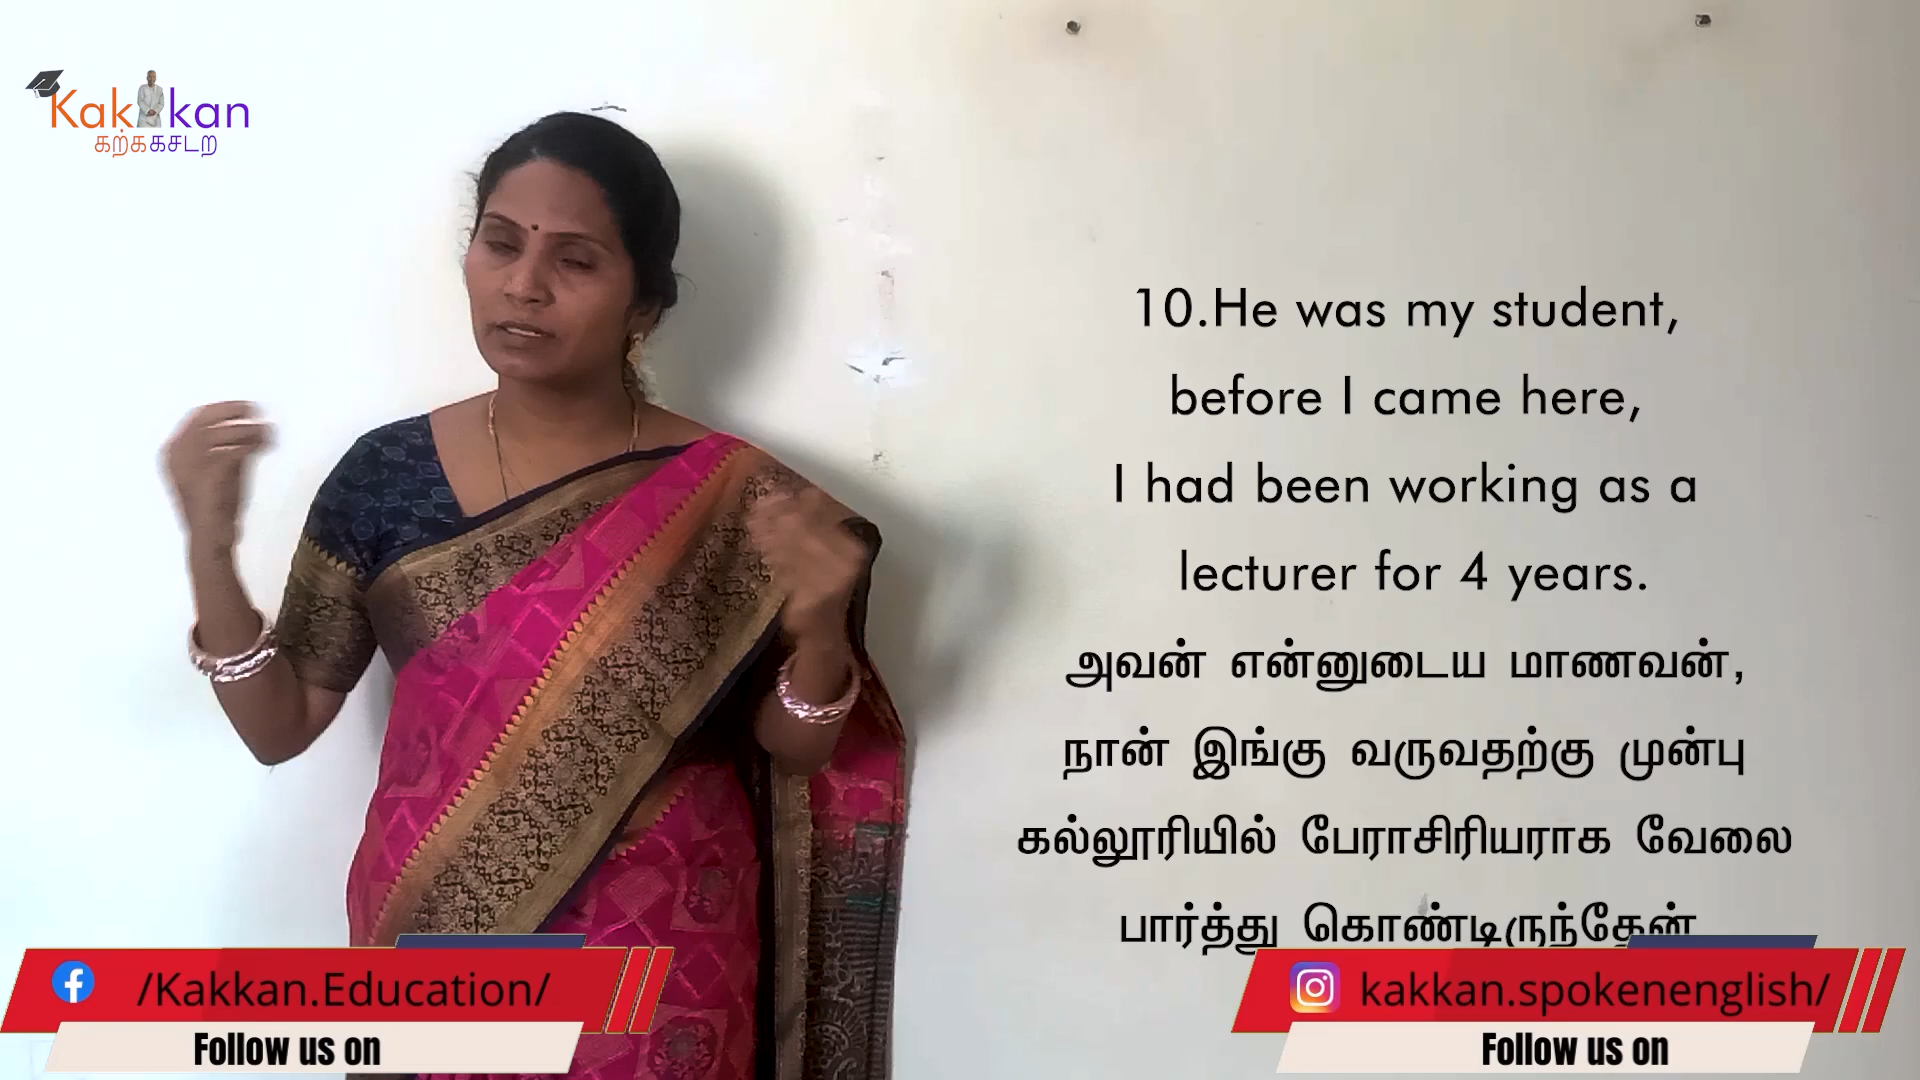 Kakkan
கற்ககசடற
10.He was my student,
before I came here,
I had been working as a
lecturer for 4 years.
அவன் என்னுடைய மாணவன்,
நான் இங்கு வருவதற்கு முன்பு
கல்லூரியில் பேராசிரியராக வேலை
பார்த்து கொண்டிருந்தேன்
/Kakkan.Education/
Follow us on
kakkan.spokenenglish/
Follow us on